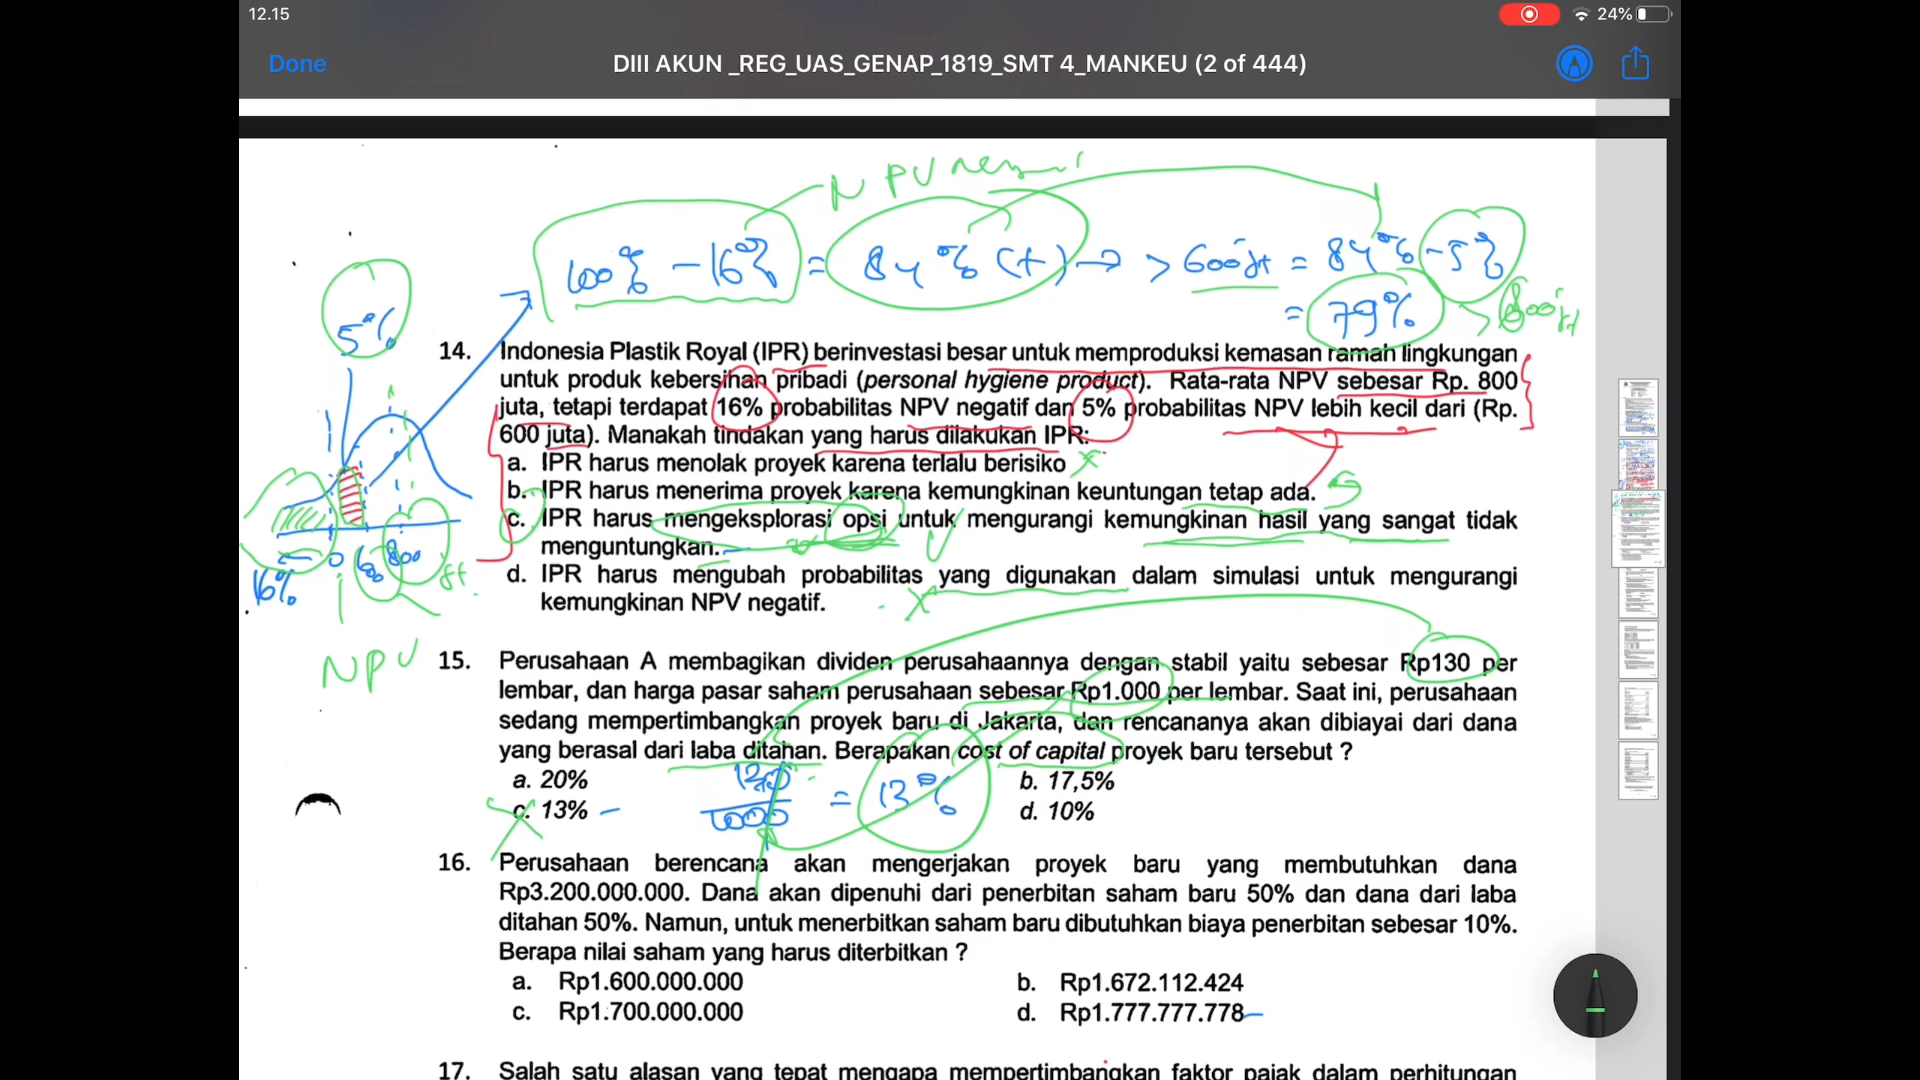 12.15
24%
Done
DIII AKUN _REG_UAS_GENAP_1819_SMT 4_MANKEU (2 of 444)
NPV
100% - 16% = 84% (+) → > 600 jt = 84% - 5%
= 79%
5%
14. Indonesia Plastik Royal (IPR) berinvestasi besar untuk memproduksi kemasan ramah lingkungan
untuk produk kebersihan pribadi (personal hygiene product). Rata-rata NPV sebesar Rp. 800
juta, tetapi terdapat 16% probabilitas NPV negatif dan 5% probabilitas NPV lebih kecil dari (Rp.
600 juta). Manakah tindakan yang harus dilakukan IPR:
a. IPR harus menolak proyek karena terlalu berisiko
b. IPR harus menerima proyek karena kemungkinan keuntungan tetap ada.
c. IPR harus mengeksplorasi opsi untuk mengurangi kemungkinan hasil yang sangat tidak
menguntungkan.
d. IPR harus mengubah probabilitas yang digunakan dalam simulasi untuk mengurangi
kemungkinan NPV negatif.
0 600 800 jt
16%
NPV
15. Perusahaan A membagikan dividen perusahaannya dengan stabil yaitu sebesar Rp130 per
lembar, dan harga pasar saham perusahaan sebesar Rp1.000 per lembar. Saat ini, perusahaan
sedang mempertimbangkan proyek baru di Jakarta, dan rencananya akan dibiayai dari dana
yang berasal dari laba ditahan. Berapakan cost of capital proyek baru tersebut ?
a. 20% b. 17,5%
c. 13% d. 10%
130
1000 = 13%
16. Perusahaan berencana akan mengerjakan proyek baru yang membutuhkan dana
Rp3.200.000.000. Dana akan dipenuhi dari penerbitan saham baru 50% dan dana dari laba
ditahan 50%. Namun, untuk menerbitkan saham baru dibutuhkan biaya penerbitan sebesar 10%.
Berapa nilai saham yang harus diterbitkan ?
a. Rp1.600.000.000 b. Rp1.672.112.424
c. Rp1.700.000.000 d. Rp1.777.777.778
17. Salah satu alasan yang tepat mengapa mempertimbangkan faktor pajak dalam perhitungan